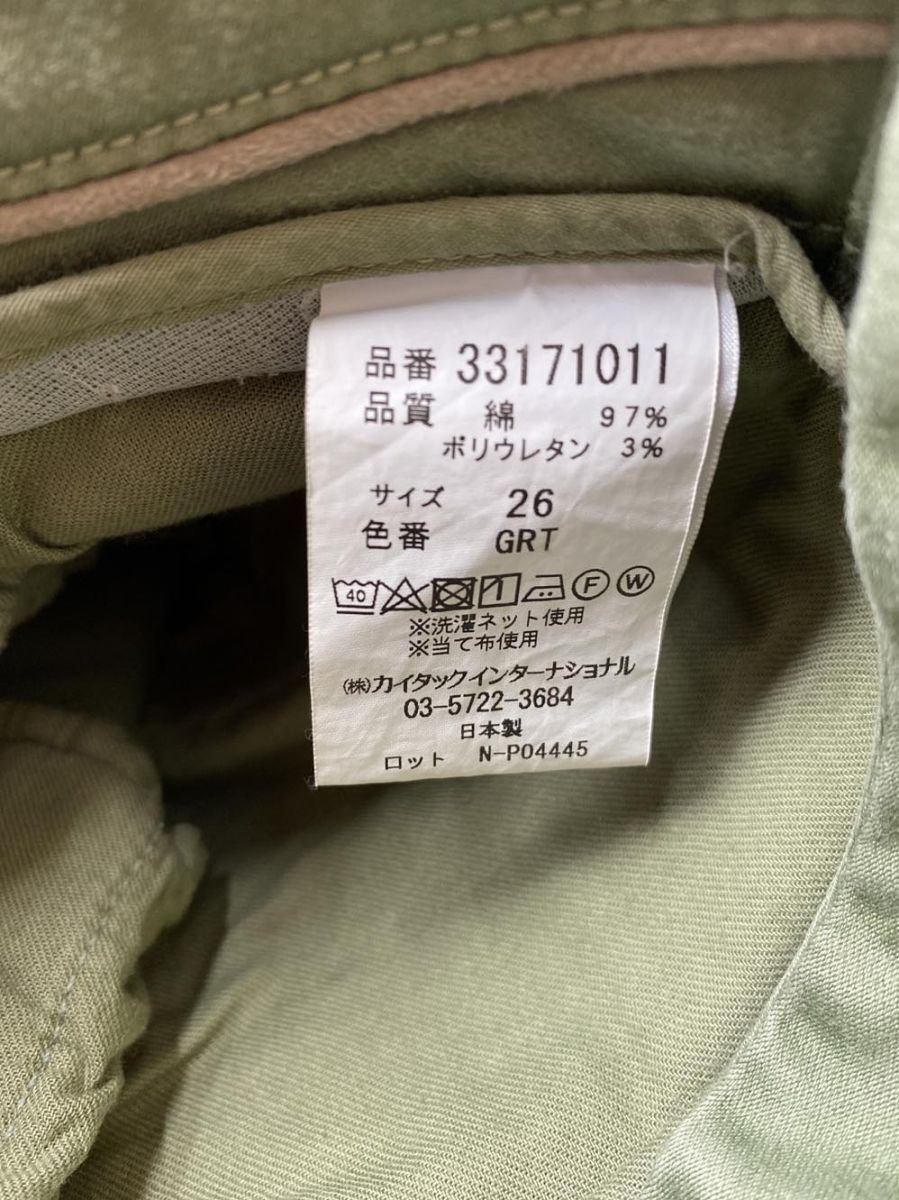 品番 33171011
品質 綿 97%
ポリウレタン 3%
サイズ 26
色番 GRT
40 F W
※洗濯ネット使用
※当て布使用
(株)カイタックインターナショナル
03-5722-3684
日本製
ロット N-P04445